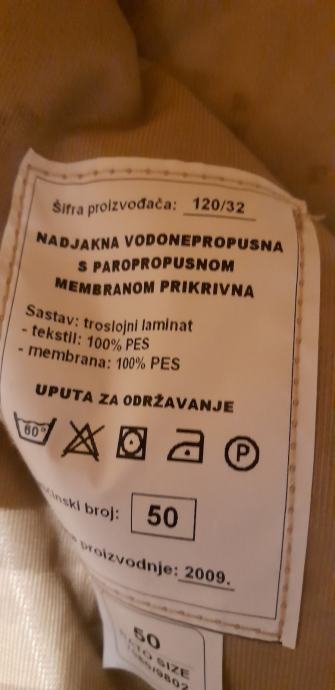 Šifra proizvođača: 120/32
NADJAKNA VODONEPROPUSNA
S PAROPROPUSNOM
MEMBRANOM PRIKRIVNA
Sastav: troslojni laminat
- tekstil: 100% PES
- membrana: 100% PES
UPUTA ZA ODRŽAVANJE
60° P
broj: 50
proizvodnje: 2009.
50
SIZE